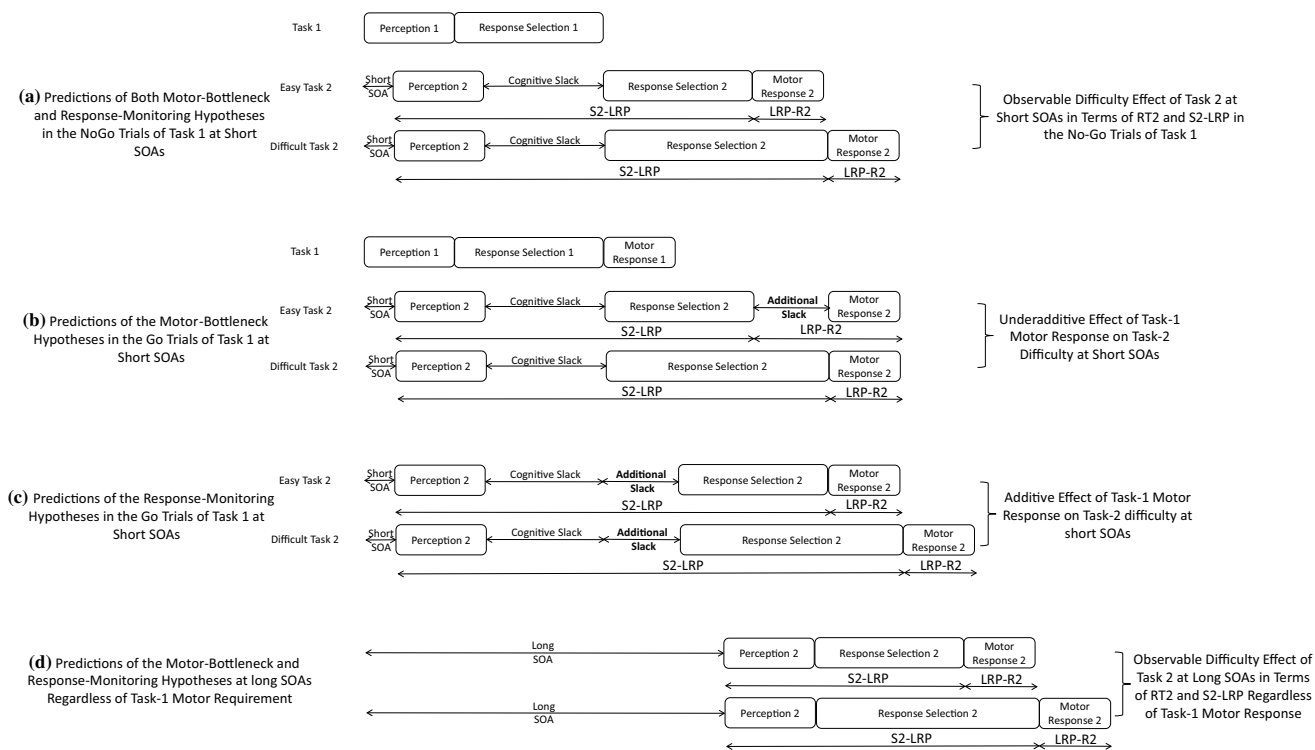 Task 1
Perception 1
Response Selection 1
(a) Predictions of Both Motor-Bottleneck
and Response-Monitoring Hypotheses
in the NoGo Trials of Task 1 at Short
SOAs
Easy Task 2
Short
SOA
Perception 2
Cognitive Slack
Response Selection 2
Motor
Response 2
S2-LRP
LRP-R2
Difficult Task 2
Short
SOA
Perception 2
Cognitive Slack
Response Selection 2
Motor
Response 2
S2-LRP
LRP-R2
Observable Difficulty Effect of Task 2 at
Short SOAs in Terms of RT2 and S2-LRP in
the No-Go Trials of Task 1
Task 1
Perception 1
Response Selection 1
Motor
Response 1
(b) Predictions of the Motor-Bottleneck
Hypotheses in the Go Trials of Task 1 at
Short SOAs
Easy Task 2
Short
SOA
Perception 2
Cognitive Slack
Response Selection 2
Additional
Slack
Motor
Response 2
S2-LRP
LRP-R2
Difficult Task 2
Short
SOA
Perception 2
Cognitive Slack
Response Selection 2
Motor
Response 2
S2-LRP
LRP-R2
Underadditive Effect of Task-1
Motor Response on Task-2
Difficulty at Short SOAs
(c) Predictions of the Response-Monitoring
Hypotheses in the Go Trials of Task 1 at
Short SOAs
Easy Task 2
Short
SOA
Perception 2
Cognitive Slack
Additional
Slack
Response Selection 2
Motor
Response 2
S2-LRP
LRP-R2
Difficult Task 2
Short
SOA
Perception 2
Cognitive Slack
Additional
Slack
Response Selection 2
Motor
Response 2
S2-LRP
LRP-R2
Additive Effect of Task-1 Motor
Response on Task-2 difficulty at
short SOAs
(d) Predictions of the Motor-Bottleneck and
Response-Monitoring Hypotheses at long SOAs
Regardless of Task-1 Motor Requirement
Long
SOA
Perception 2
Response Selection 2
Motor
Response 2
S2-LRP
LRP-R2
Long
SOA
Perception 2
Response Selection 2
Motor
Response 2
S2-LRP
LRP-R2
Observable Difficulty Effect of
Task 2 at Long SOAs in Terms
of RT2 and S2-LRP Regardless
of Task-1 Motor Response